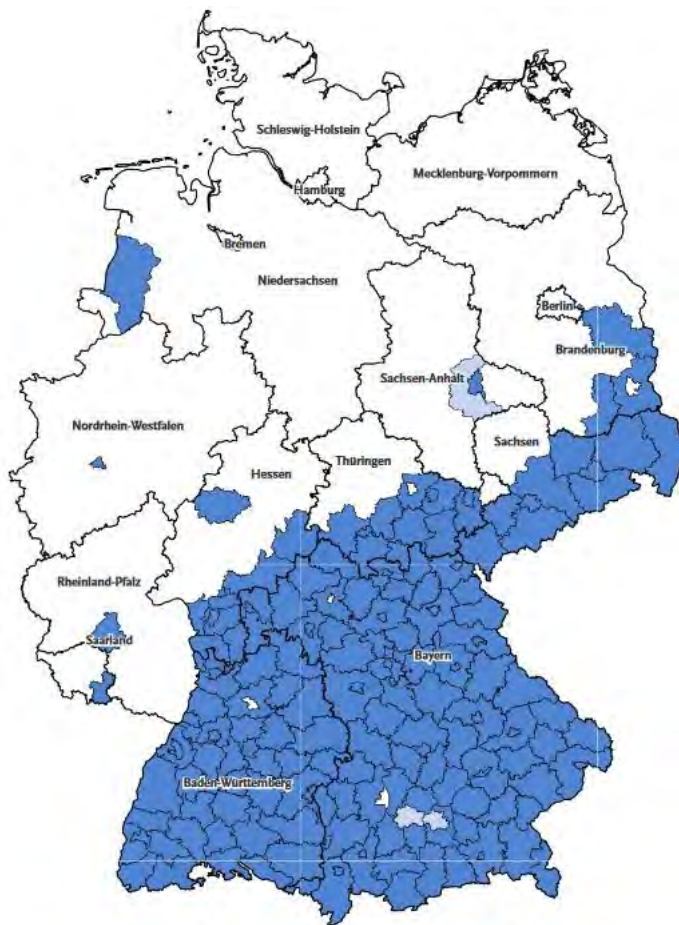 Schleswig-Holstein
Mecklenburg-Vorpommern
Hamburg
Bremen
Niedersachsen
Berlin
Brandenburg
Sachsen-Anhalt
Nordrhein-Westfalen
Sachsen
Thüringen
Hessen
Rheinland-Pfalz
Saarland
Bayern
Baden-Württemberg